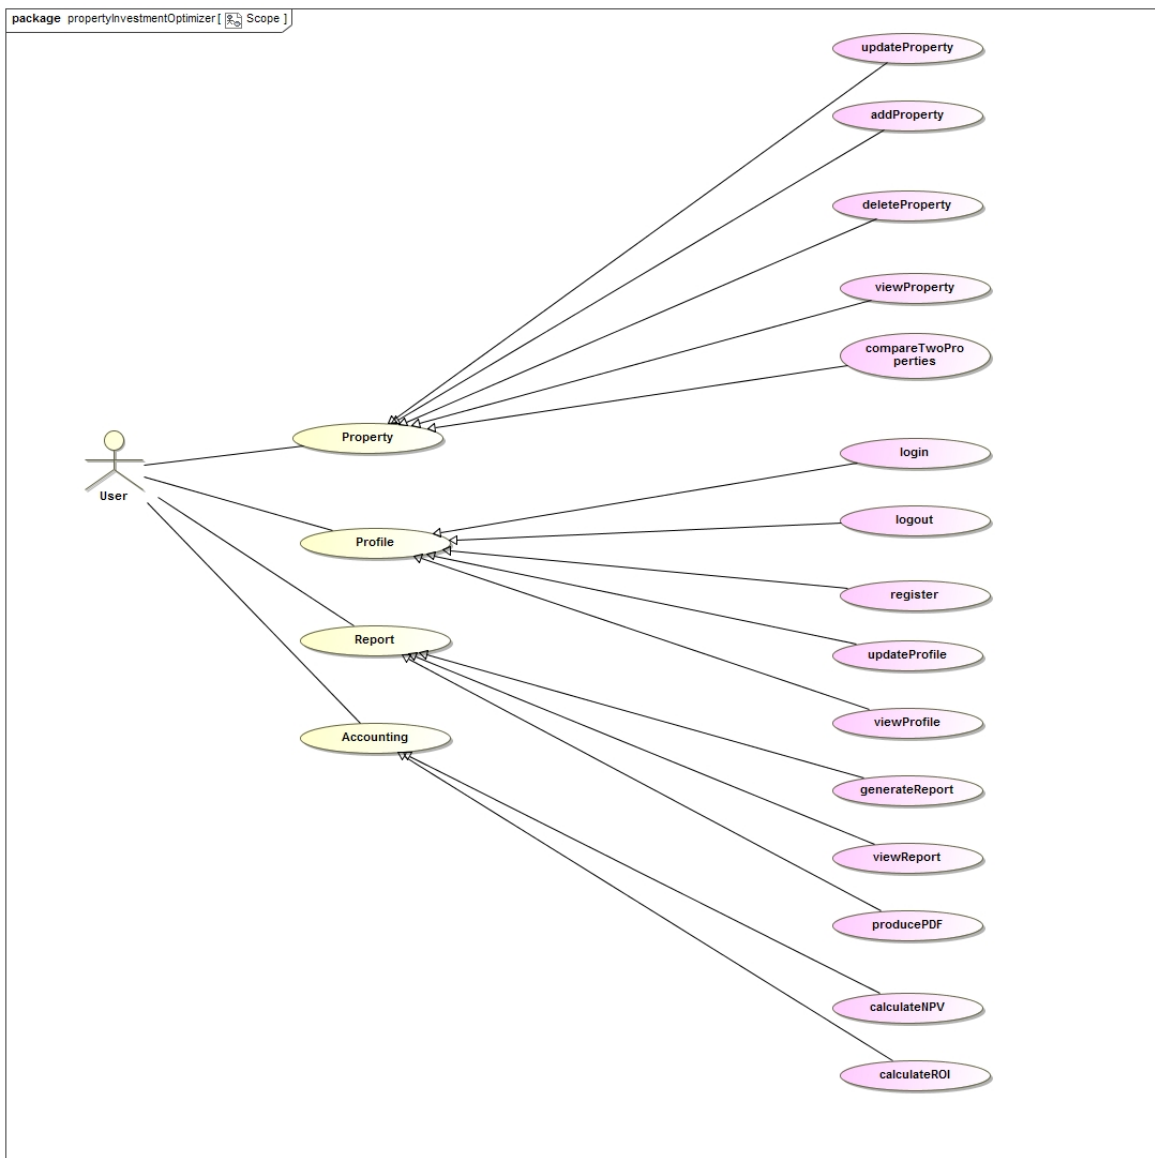 package propertyInvestmentOptimizer [ Scope ]
updateProperty
addProperty
deleteProperty
viewProperty
compareTwoPro
perties
Property
User
login
logout
Profile
register
Report
updateProfile
viewProfile
Accounting
generateReport
viewReport
producePDF
calculateNPV
calculateROI